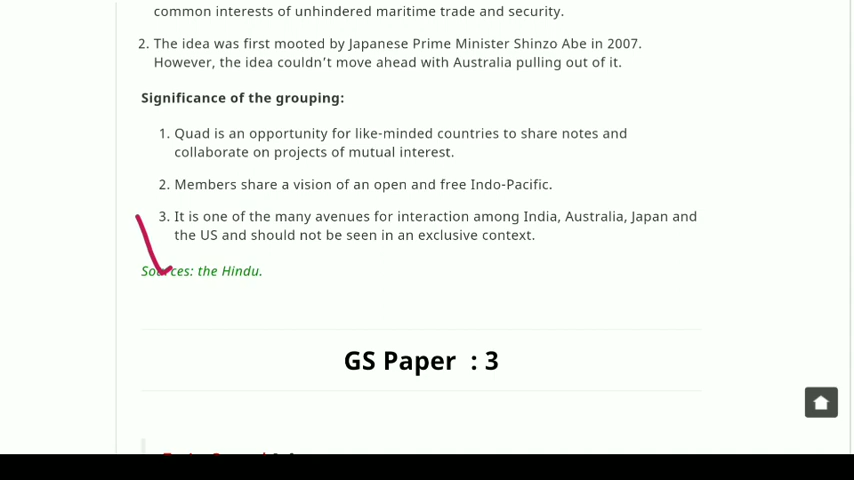 common interests of unhindered maritime trade and security.
2. The idea was first mooted by Japanese Prime Minister Shinzo Abe in 2007.
However, the idea couldn’t move ahead with Australia pulling out of it.
Significance of the grouping:
1. Quad is an opportunity for like-minded countries to share notes and
collaborate on projects of mutual interest.
2. Members share a vision of an open and free Indo-Pacific.
3. It is one of the many avenues for interaction among India, Australia, Japan and
the US and should not be seen in an exclusive context.
Sources: the Hindu.
GS Paper : 3